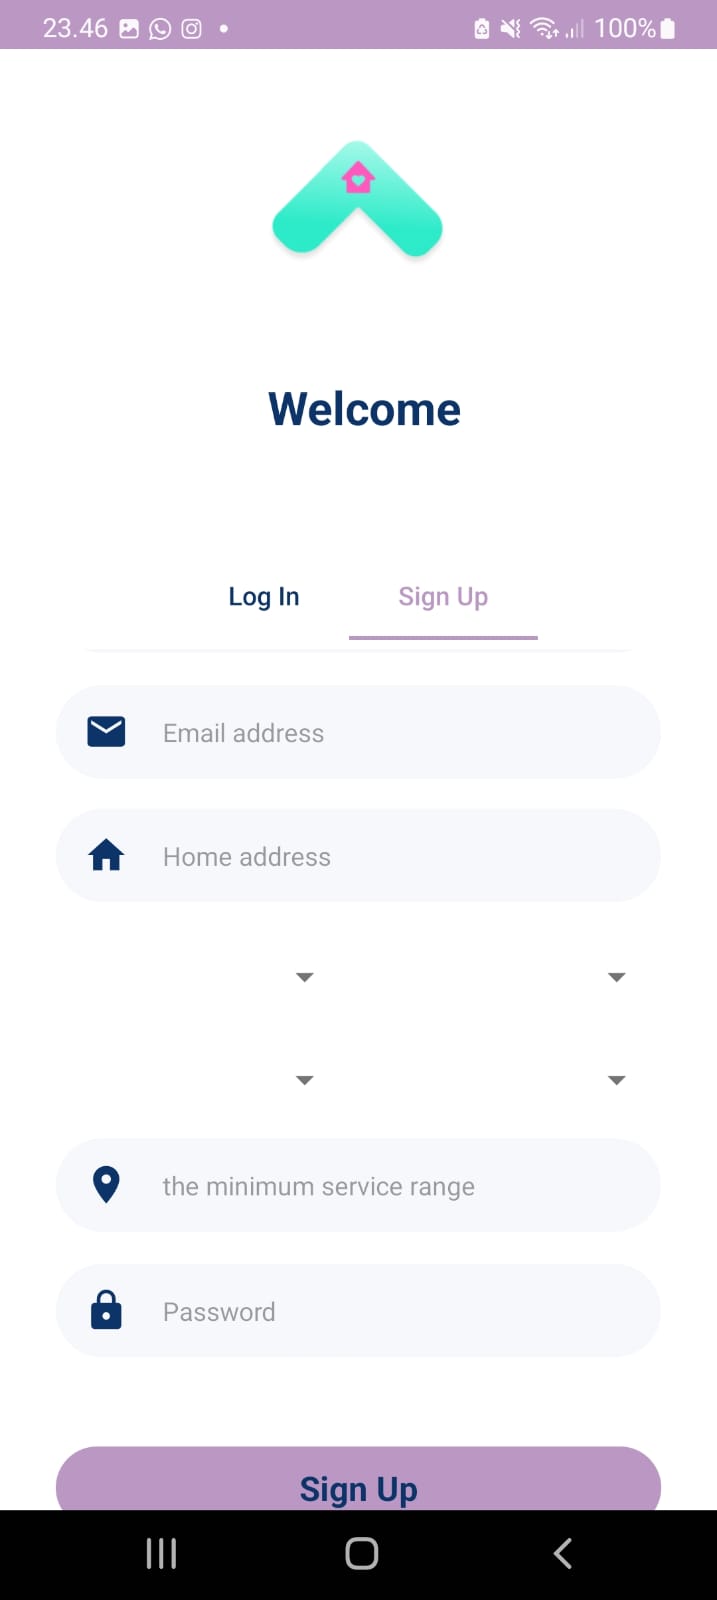 23.46
100%
Welcome
Log In
Sign Up
Email address
Home address
the minimum service range
Password
Sign Up